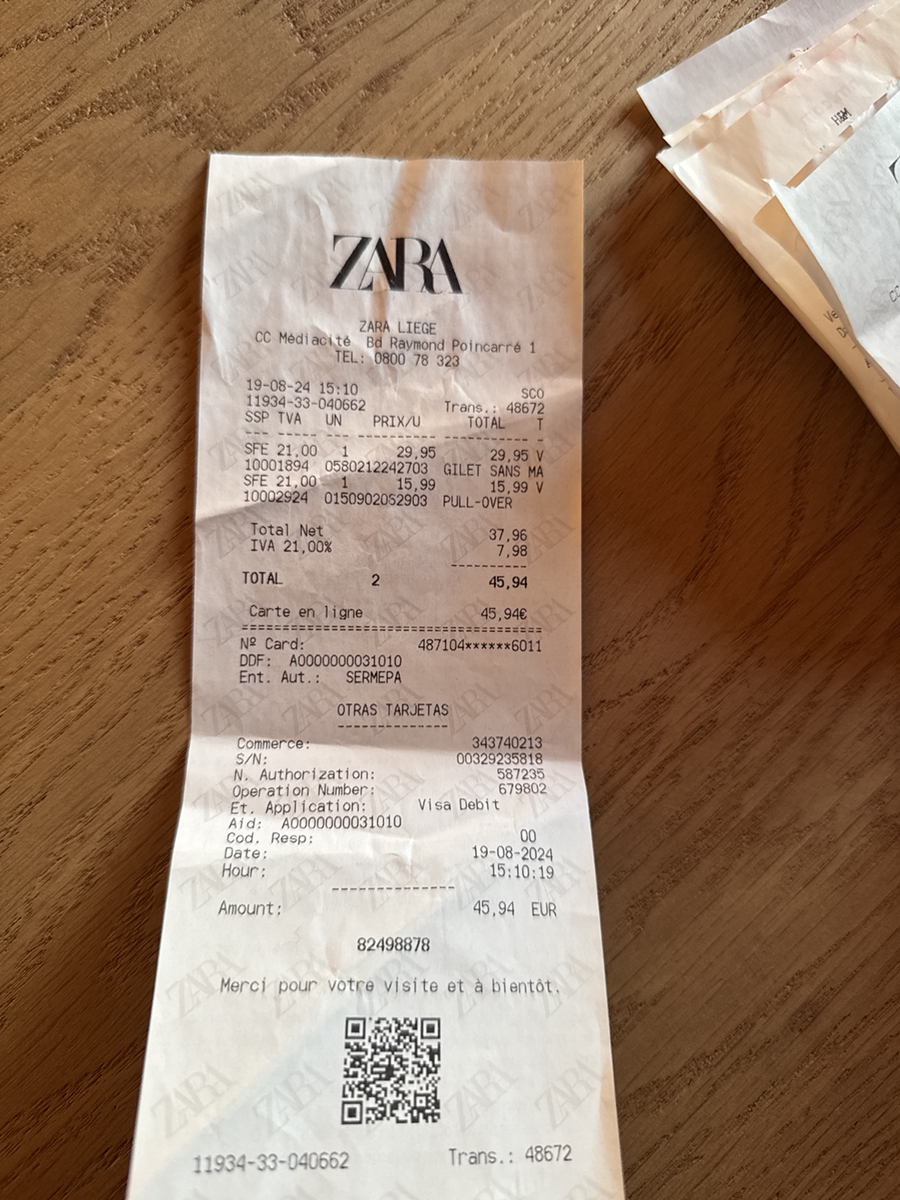 H&M
ZARA
ZARA LIEGE
CC Médiacité Bd Raymond Poincarré 1
TEL: 0800 78 323
19-08-24 15:10 SCO
11934-33-040662 Trans.: 48672
SSP TVA UN PRIX/U TOTAL T
SFE 21,00 1 29,95 29,95 V
10001894 0580212242703 GILET SANS MA
SFE 21,00 1 15,99 15,99 V
10002924 0150902052903 PULL-OVER
Total Net 37,96
IVA 21,00% 7,98
TOTAL 2 45,94
Carte en ligne 45,94€
Nº Card: 487104******6011
DDF: A0000000031010
Ent. Aut.: SERMEPA
OTRAS TARJETAS
Commerce: 343740213
S/N: 00329235818
N. Authorization: 587235
Operation Number: 679802
Et. Application: Visa Debit
Aid: A0000000031010
Cod. Resp: 00
Date: 19-08-2024
Hour: 15:10:19
Amount: 45,94 EUR
82498878
Merci pour votre visite et à bientôt.
11934-33-040662 Trans.: 48672